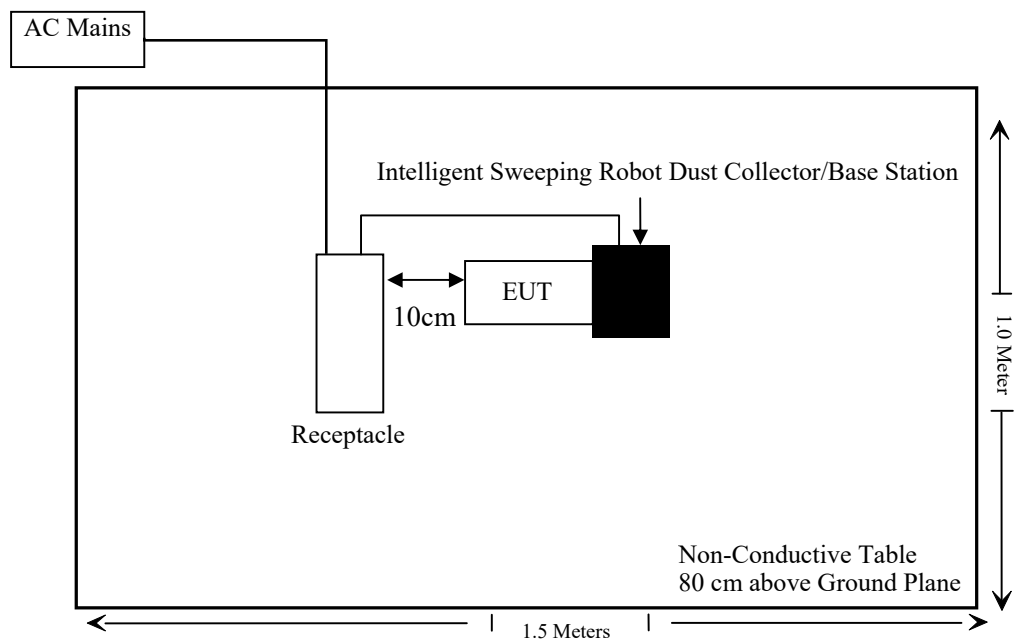 AC Mains
Intelligent Sweeping Robot Dust Collector/Base Station
EUT
10cm
Receptacle
1.0 Meter
Non-Conductive Table
80 cm above Ground Plane
1.5 Meters